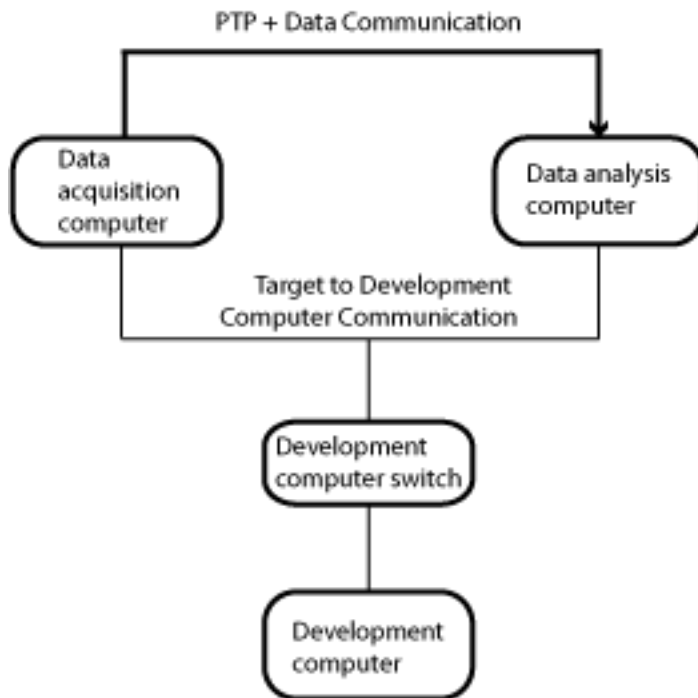 PTP + Data Communication
Data
acquisition
computer
Data analysis
computer
Target to Development
Computer Communication
Development
computer switch
Development
computer